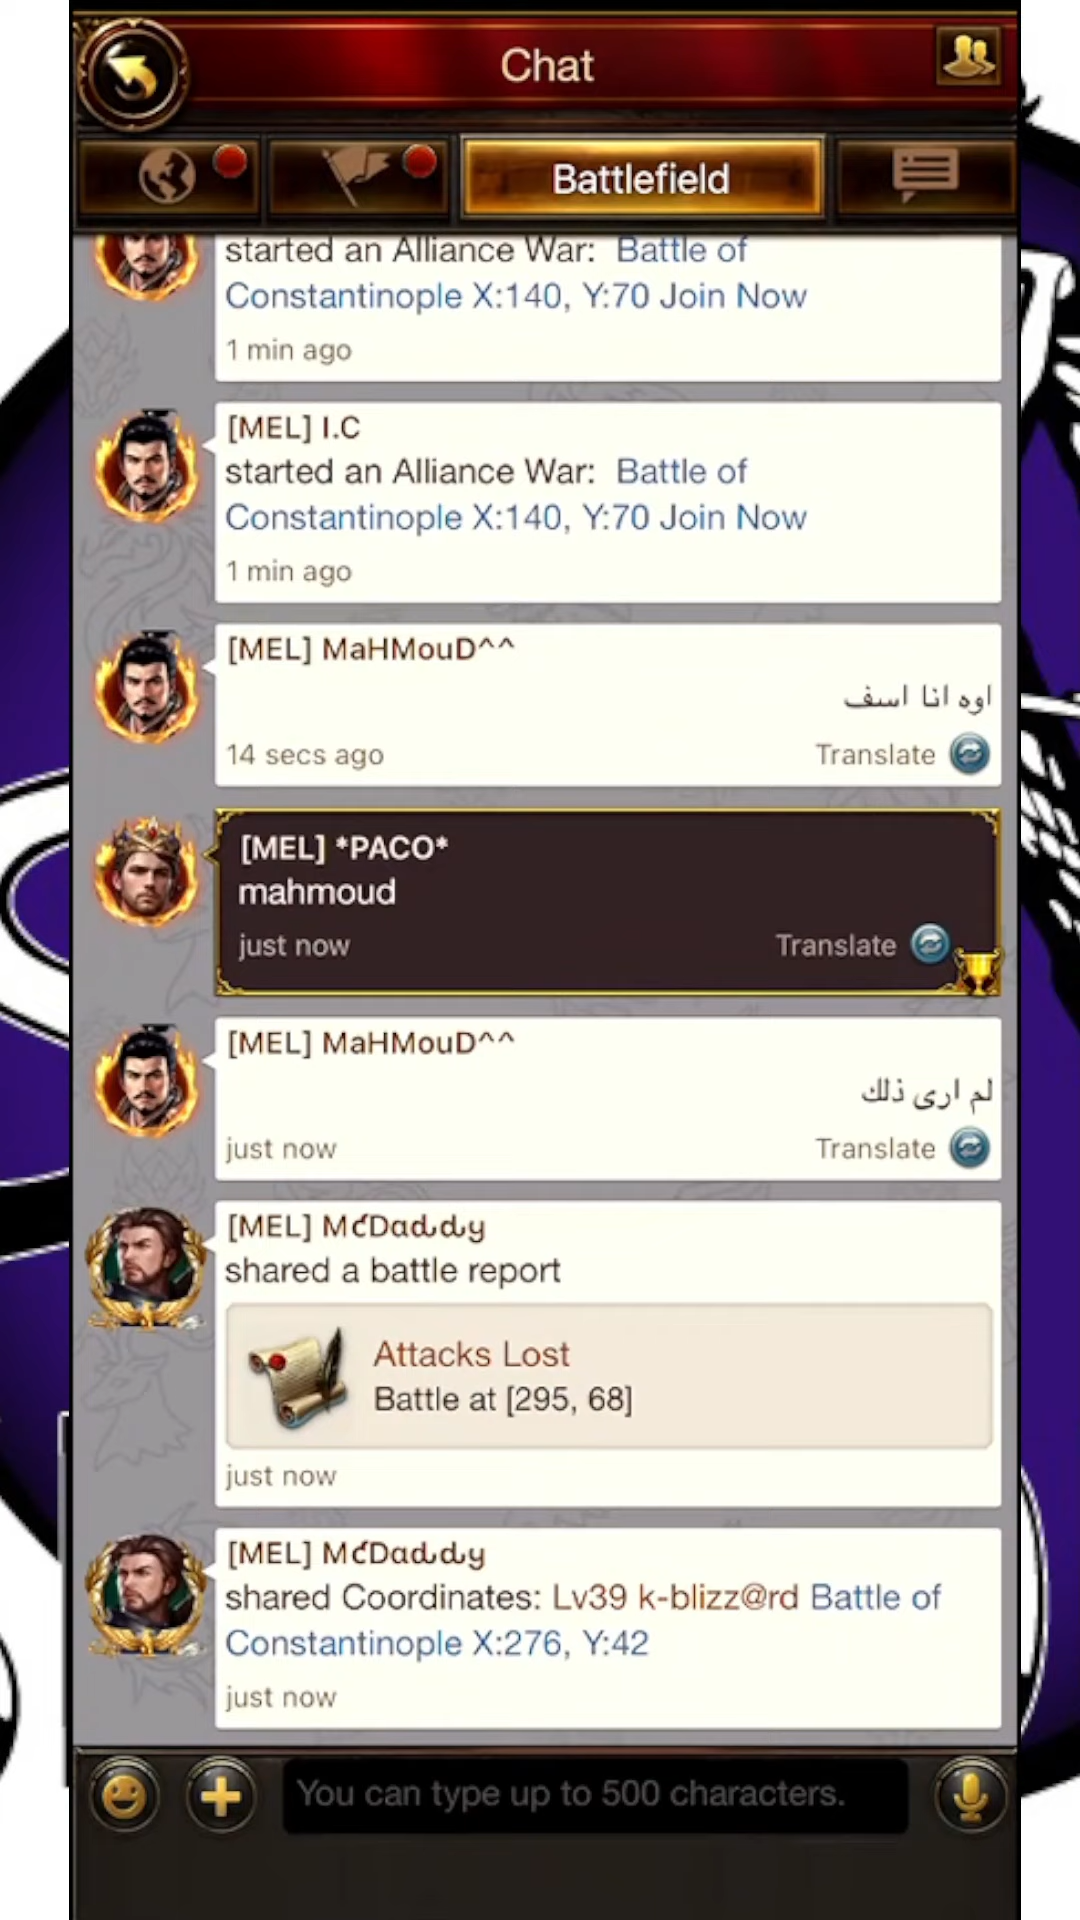 Chat
Battlefield
started an Alliance War: Battle of
Constantinople X:140, Y:70 Join Now
1 min ago
[MEL] I.C
started an Alliance War: Battle of
Constantinople X:140, Y:70 Join Now
1 min ago
[MEL] MaHMouD^^
اوه انا اسف
14 secs ago Translate
[MEL] *PACO*
mahmoud
just now Translate
[MEL] MaHMouD^^
لم ارى ذلك
just now Translate
[MEL] McDaddy
shared a battle report
Attacks Lost
Battle at [295, 68]
just now
[MEL] McDaddy
shared Coordinates: Lv39 k-blizz@rd Battle of
Constantinople X:276, Y:42
just now
You can type up to 500 characters.